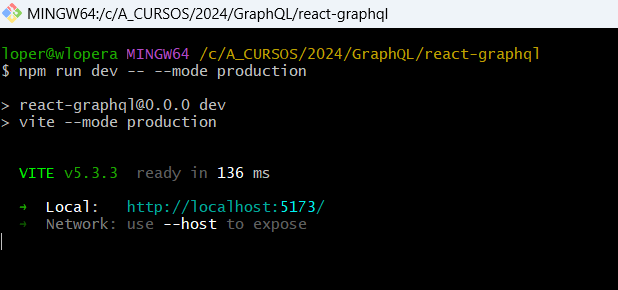 MINGW64:/c/A_CURSOS/2024/GraphQL/react-graphql
loper@wlopera MINGW64 /c/A_CURSOS/2024/GraphQL/react-graphql
$ npm run dev -- --mode production
> react-graphql@0.0.0 dev
> vite --mode production
VITE v5.3.3 ready in 136 ms
➜ Local: http://localhost:5173/
➜ Network: use --host to expose